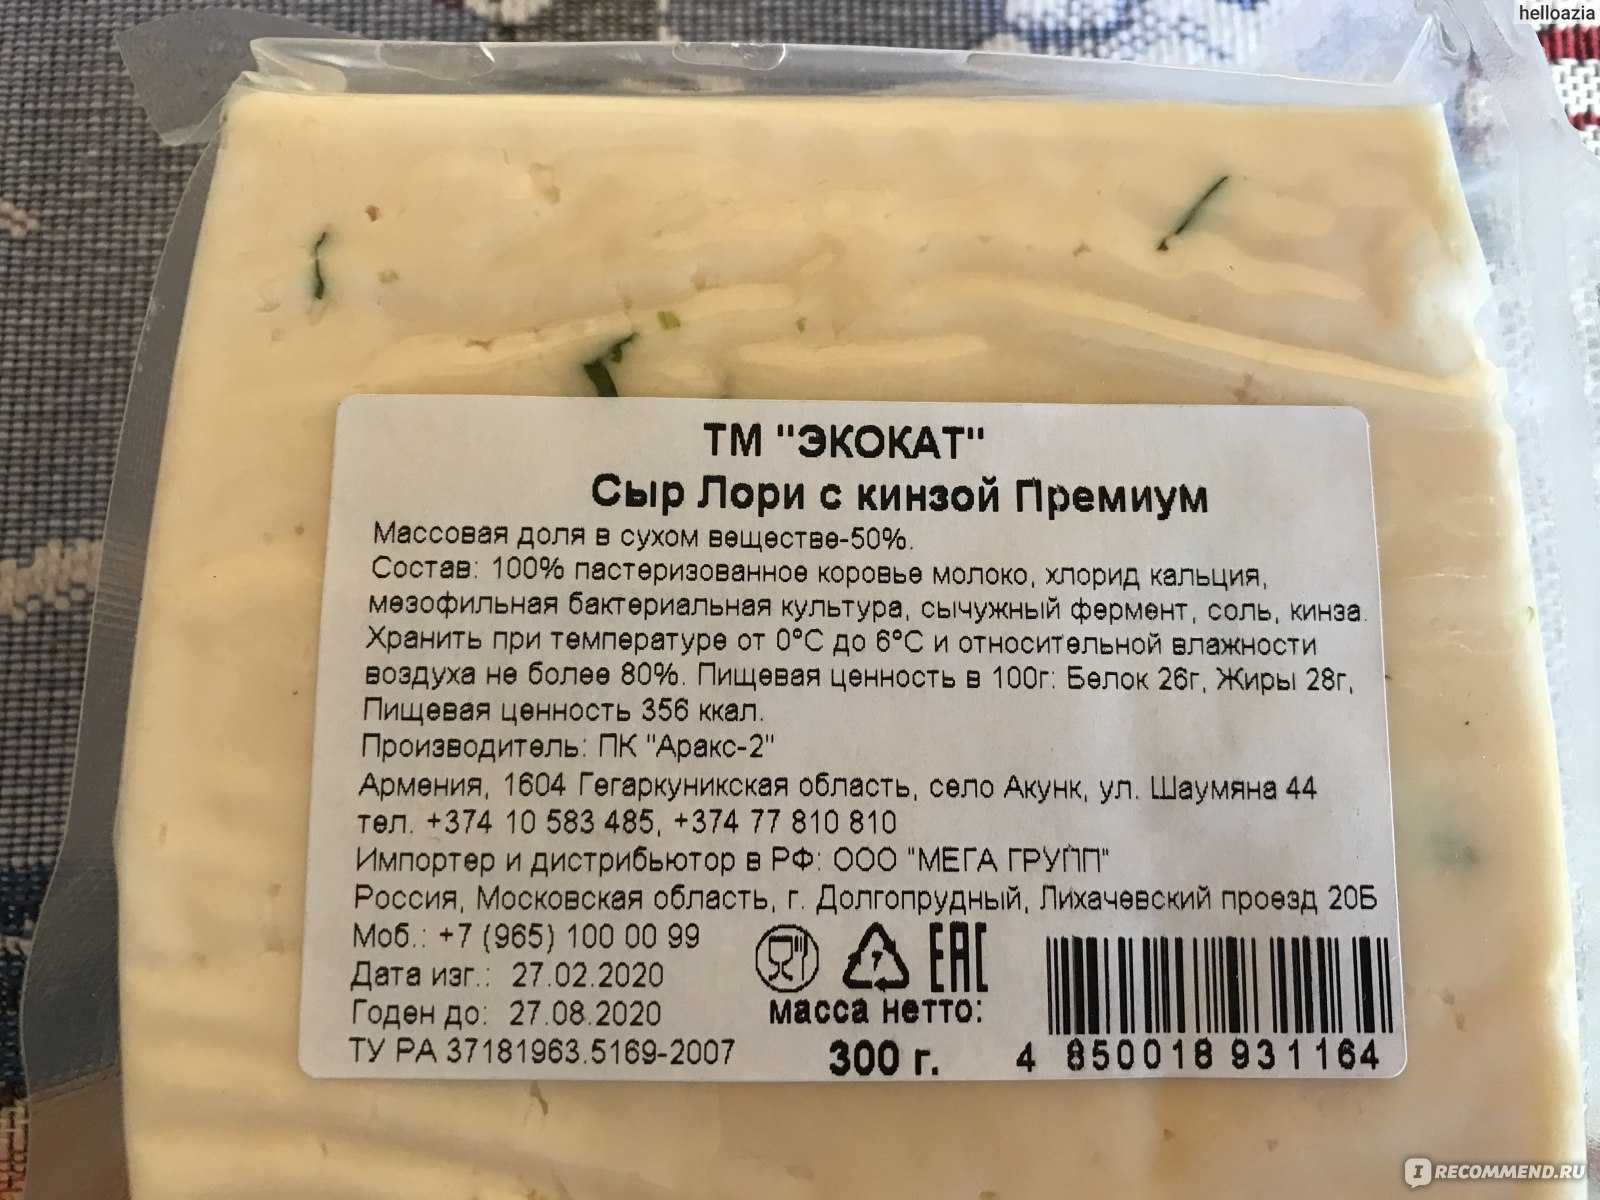 helloazia
ТМ "ЭКОКАТ"
Сыр Лори с кинзой Премиум
Массовая доля в сухом веществе-50%.
Состав: 100% пастеризованное коровье молоко, хлорид кальция,
мезофильная бактериальная культура, сычужный фермент, соль, кинза.
Хранить при температуре от 0°С до 6°С и относительной влажности
воздуха не более 80%. Пищевая ценность в 100г: Белок 26г, Жиры 28г,
Пищевая ценность 356 ккал.
Производитель: ПК "Аракс-2"
Армения, 1604 Гегаркуникская область, село Акунк, ул. Шаумяна 44
тел. +374 10 583 485, +374 77 810 810
Импортер и дистрибьютор в РФ: ООО "МЕГА ГРУПП"
Россия, Московская область, г. Долгопрудный, Лихачевский проезд 20Б
Моб.: +7 (965) 100 00 99
Дата изг.: 27.02.2020
Годен до: 27.08.2020
ТУ РА 37181963.5169-2007
7
ЕАС
масса нетто:
300 г.
4 850018 931164
IRECOMMEND.RU